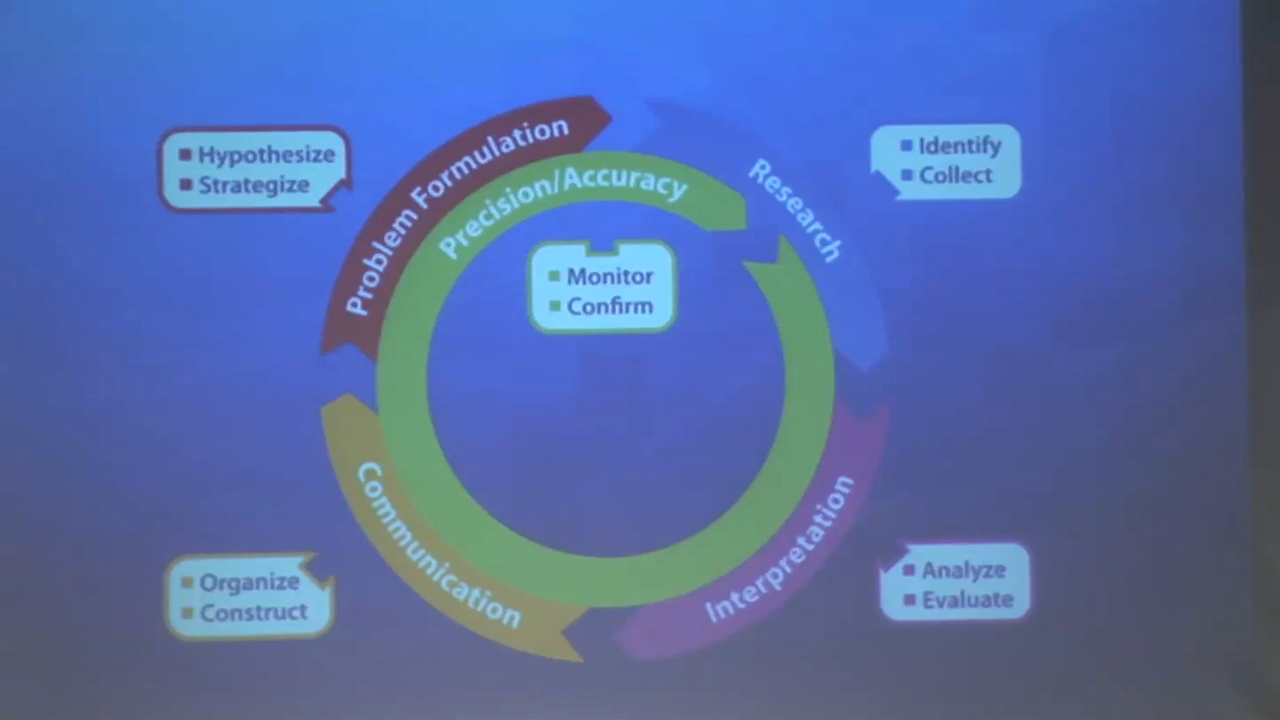 Problem Formulation
Hypothesize
Strategize
Precision/Accuracy
Monitor
Confirm
Research
Identify
Collect
Interpretation
Analyze
Evaluate
Communication
Organize
Construct